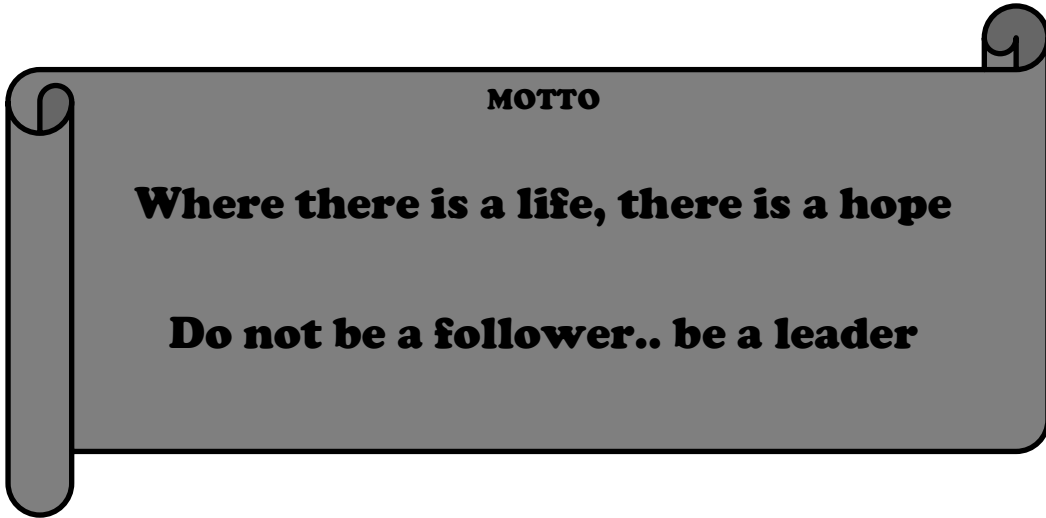 MOTTO
Where there is a life, there is a hope
Do not be a follower.. be a leader